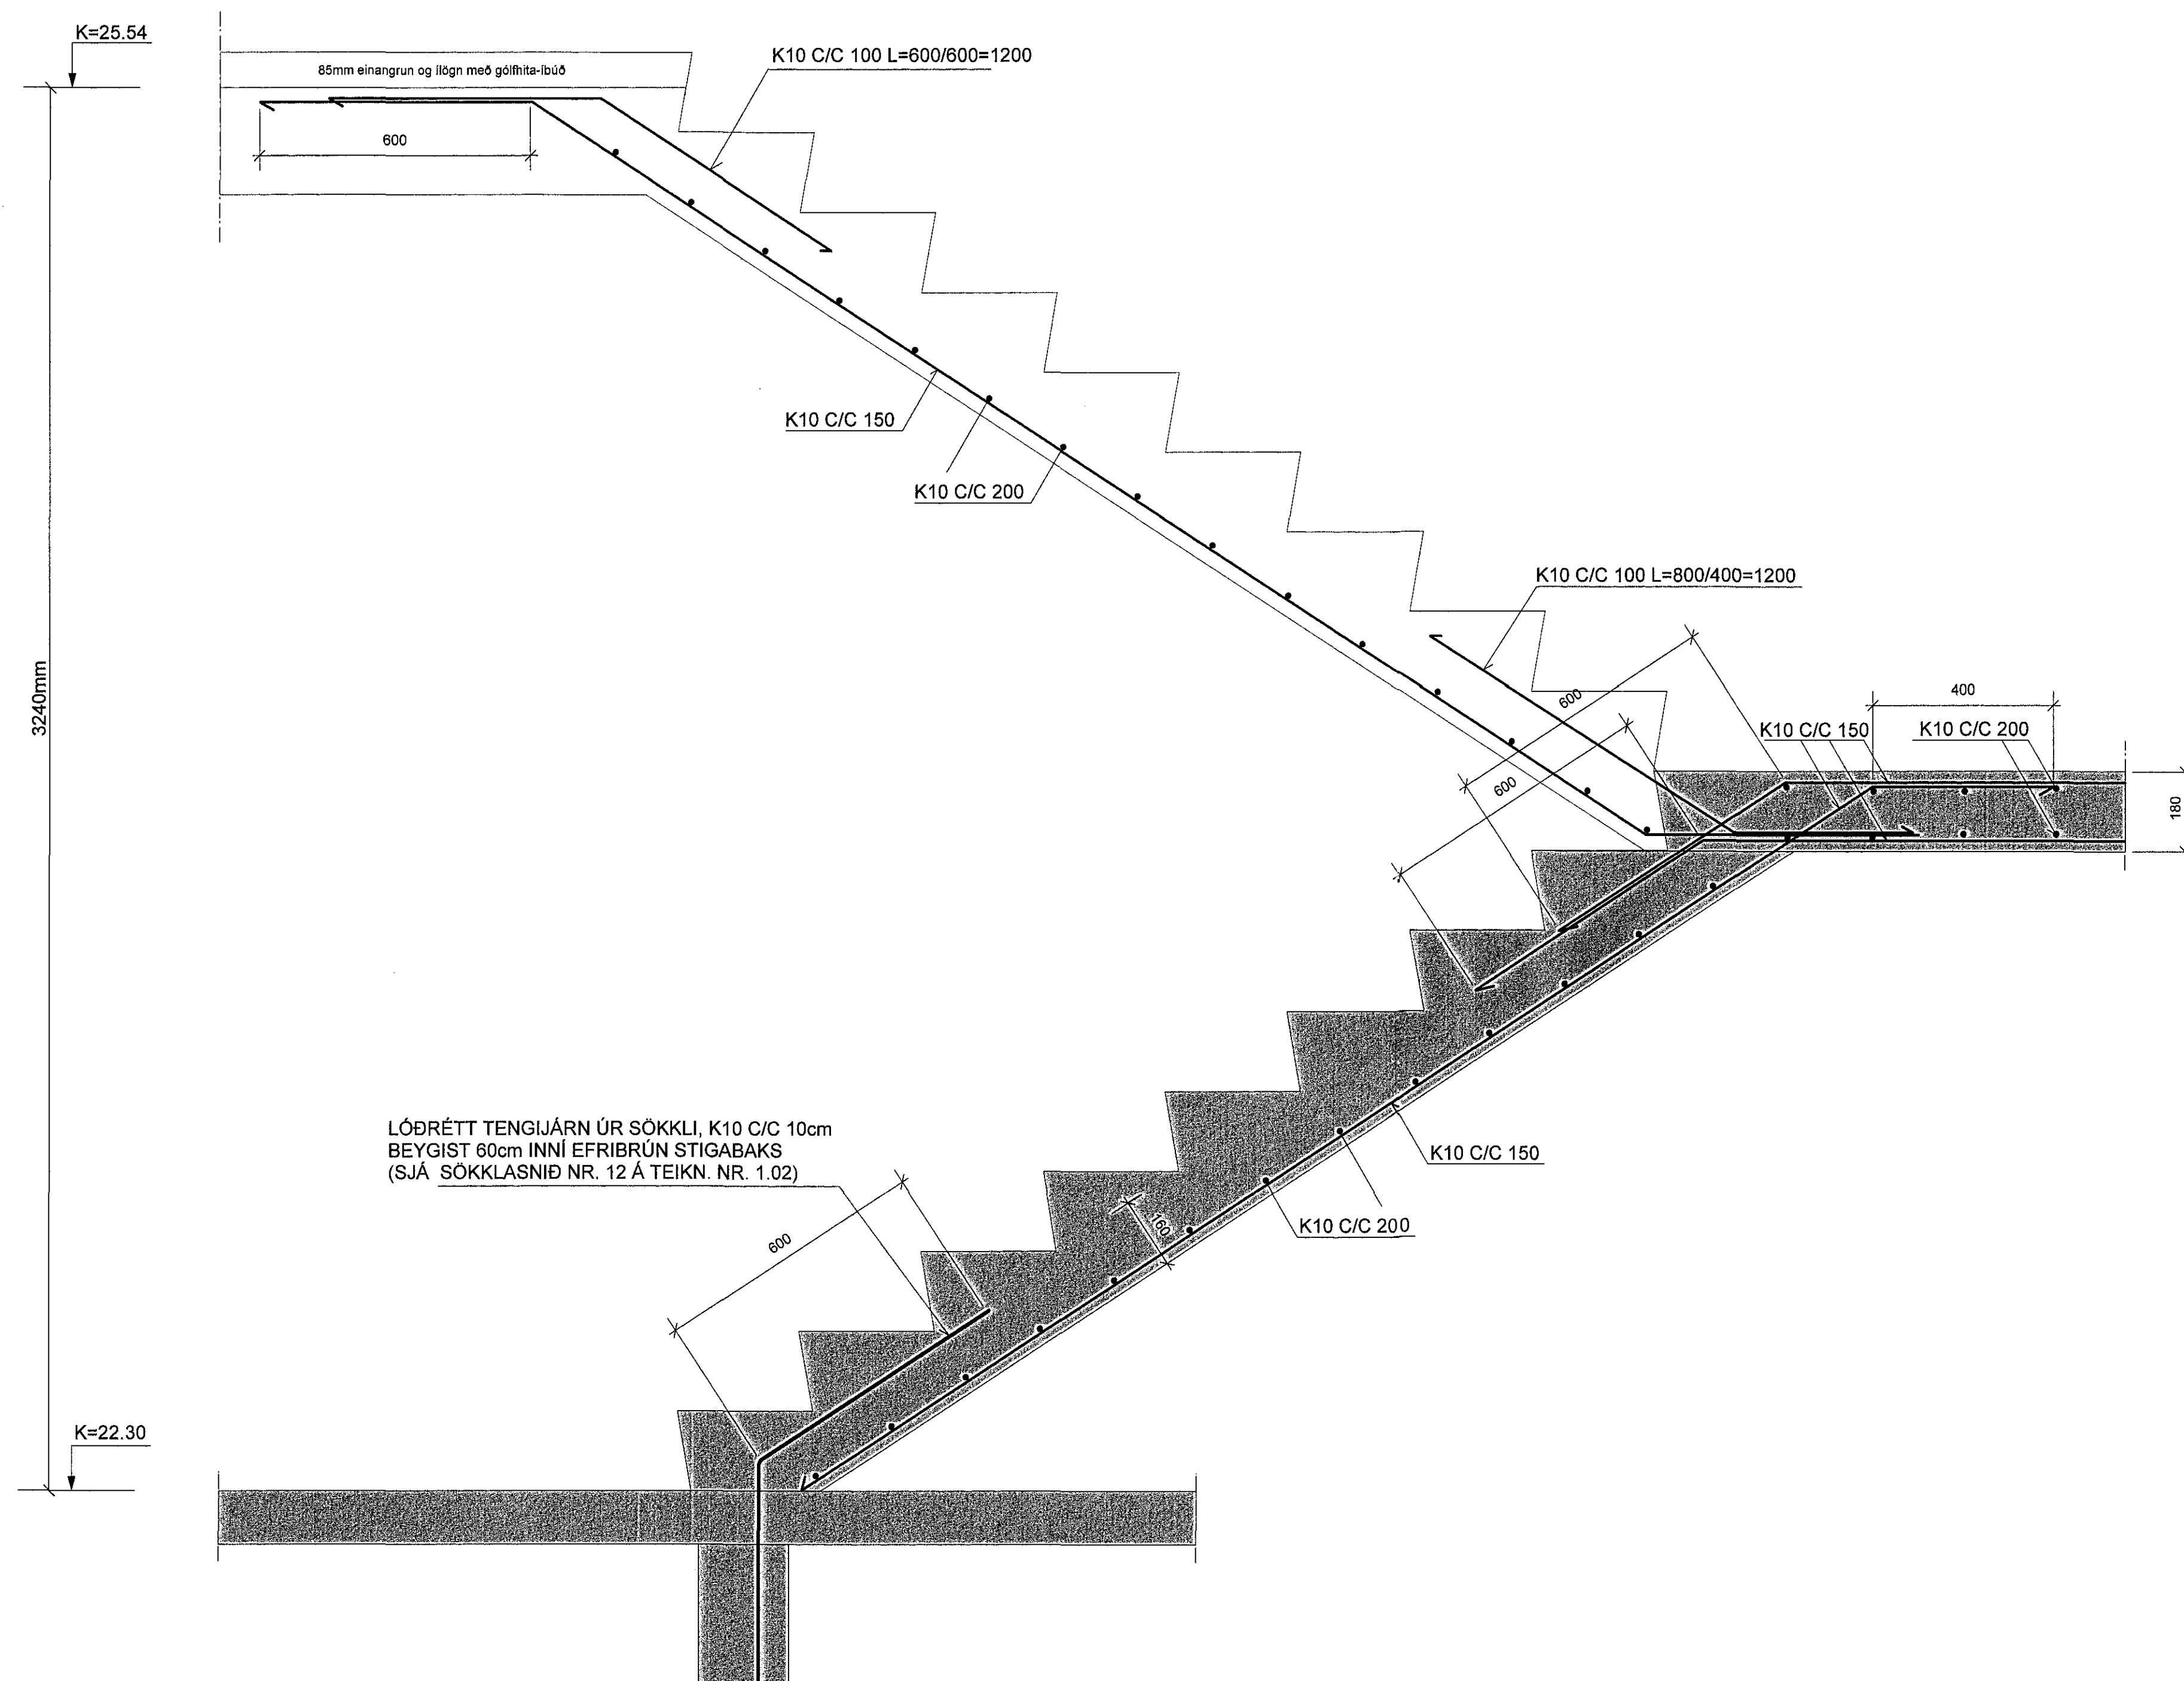 K=25.54
85mm einangrun og ílögn með gólfhita-íbúð
K10 C/C 100 L=600/600=1200
600
K10 C/C 150
K10 C/C 200
3240mm
K10 C/C 100 L=800/400=1200
600
600
400
K10 C/C 150
K10 C/C 200
180
LÓÐRÉTT TENGIJÁRN ÚR SÖKKLI, K10 C/C 10cm
BEYGIST 60cm INNÍ EFRIBRÚN STIGABAKS
(SJÁ SÖKKLASNIÐ NR. 12 Á TEIKN. NR. 1.02)
K10 C/C 150
K10 C/C 200
160
600
K=22.30